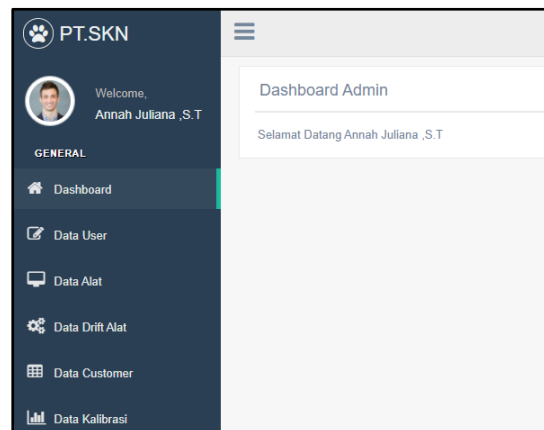 PT.SKN
Welcome,
Annah Juliana ,S.T
GENERAL
Dashboard
Data User
Data Alat
Data Drift Alat
Data Customer
Data Kalibrasi
Dashboard Admin
Selamat Datang Annah Juliana ,S.T